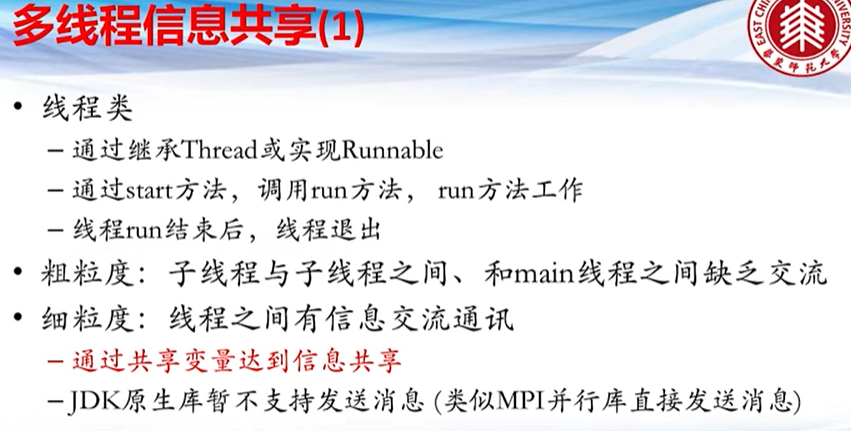 多线程信息共享(1)
EAST CHI
UNIVERSITY
华东师范大学
• 线程类
– 通过继承Thread或实现Runnable
– 通过start方法，调用run方法， run方法工作
– 线程run结束后，线程退出
• 粗粒度：子线程与子线程之间、和main线程之间缺乏交流
• 细粒度：线程之间有信息交流通讯
– 通过共享变量达到信息共享
– JDK原生库暂不支持发送消息 (类似MPI并行库直接发送消息)